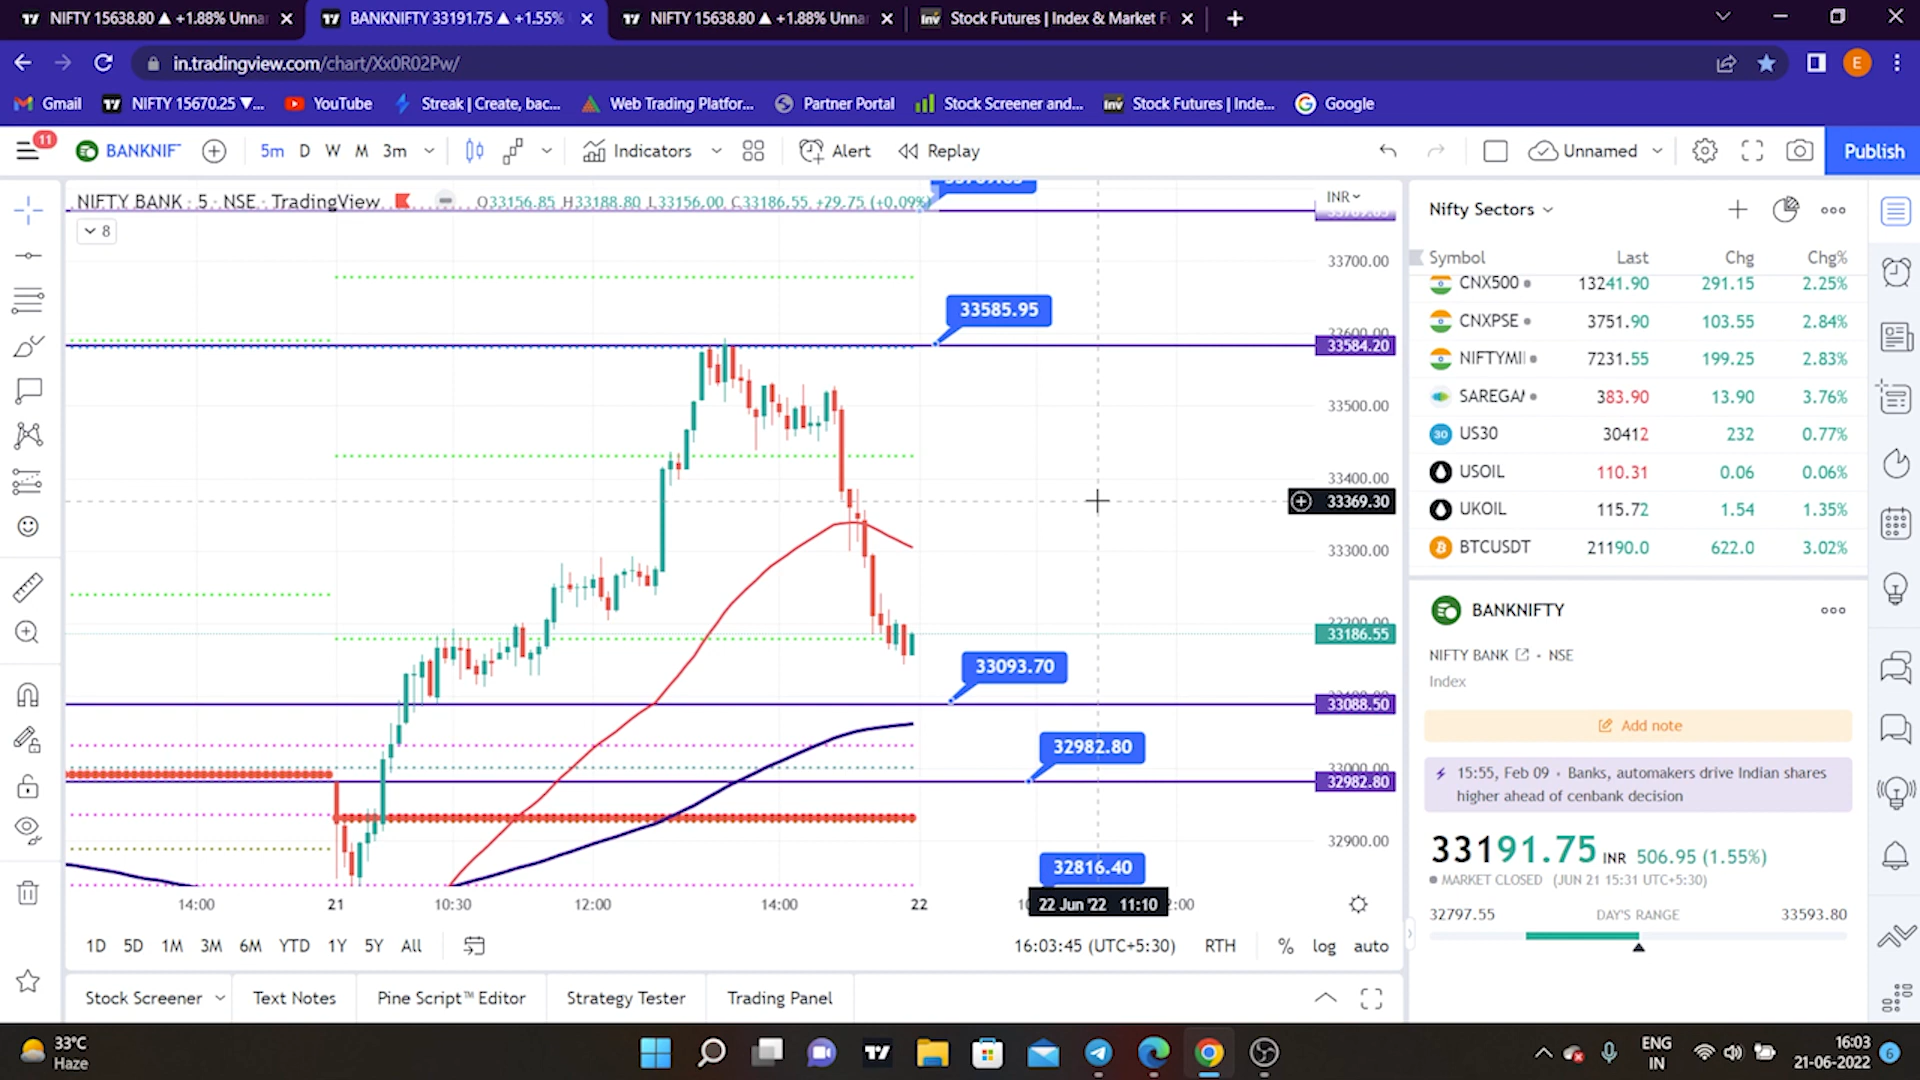 NIFTY 15638.80 ▲ +1.88% Unna
BANKNIFTY 33191.75 ▲ +1.55%
NIFTY 15638.80 ▲ +1.88% Unna
Inv Stock Futures | Index & Market F
in.tradingview.com/chart/Xx0R02Pw/
E
Gmail
NIFTY 15670.25 ▼...
YouTube
Streak | Create, bac...
Web Trading Platfor...
Partner Portal
Stock Screener and...
Inv Stock Futures | Inde...
Google
11
BANKNIF
5m D W M 3m
Indicators
Alert
Replay
Unnamed
Publish
NIFTY BANK · 5 · NSE · TradingView
O33156.85 H33188.80 L33156.00 C33186.55 +29.75 (+0.09%)
8
INR
33700.00
33585.95
33584.20
33500.00
33400.00
33369.30
33300.00
33186.55
33093.70
33088.50
32982.80
33000.00
32982.80
32900.00
32816.40
14:00 21 10:30 12:00 14:00 22
22 Jun '22 11:10
1D 5D 1M 3M 6M YTD 1Y 5Y All
16:03:45 (UTC+5:30) RTH % log auto
Stock Screener Text Notes Pine Script™ Editor Strategy Tester Trading Panel
Nifty Sectors
Symbol Last Chg Chg%
CNX500 13241.90 291.15 2.25%
CNXPSE 3751.90 103.55 2.84%
NIFTYMI 7231.55 199.25 2.83%
SAREGA 383.90 13.90 3.76%
30 US30 30412 232 0.77%
USOIL 110.31 0.06 0.06%
UKOIL 115.72 1.54 1.35%
BTCUSDT 21190.0 622.0 3.02%
BANKNIFTY
NIFTY BANK · NSE
Index
Add note
15:55, Feb 09 · Banks, automakers drive Indian shares
higher ahead of cenbank decision
33191.75 INR 506.95 (1.55%)
MARKET CLOSED (JUN 21 15:31 UTC+5:30)
32797.55 DAY'S RANGE 33593.80
33°C
Haze
ENG
IN
16:03
21-06-2022
6